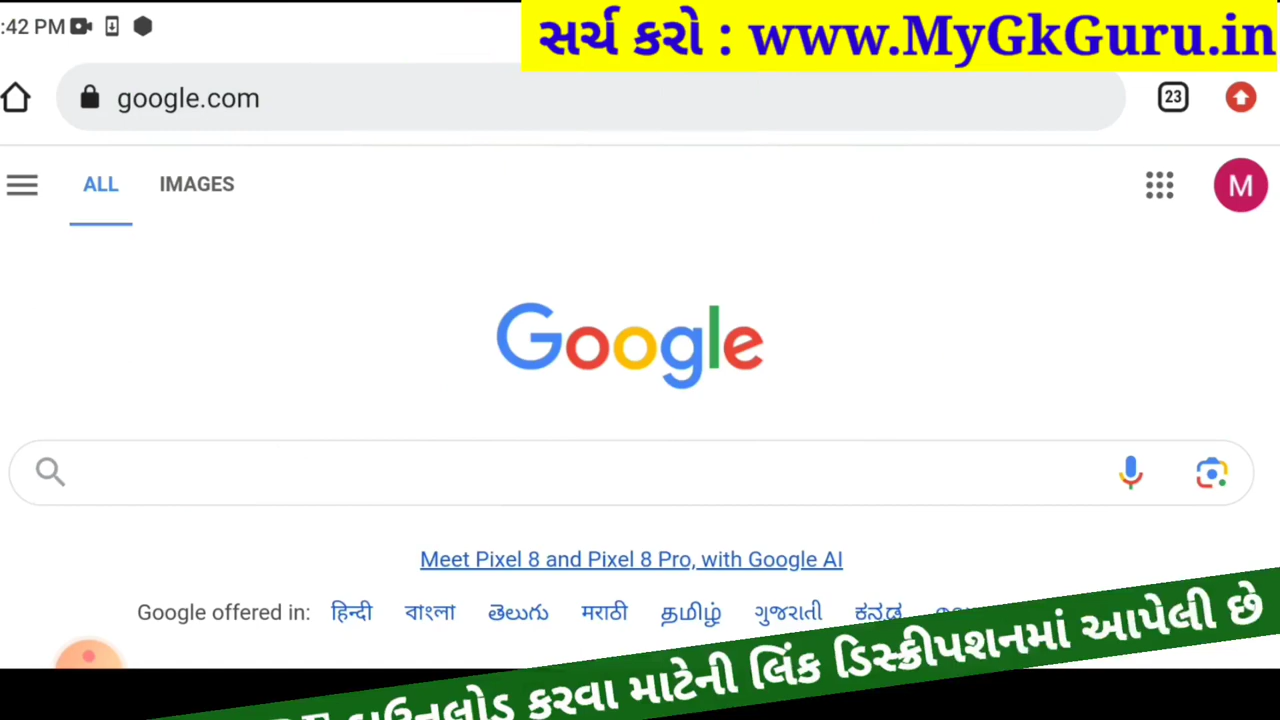 :42 PM
સર્ચ કરો : www.MyGkGuru.in
google.com
23
ALL IMAGES
M
Google
Meet Pixel 8 and Pixel 8 Pro, with Google AI
Google offered in: हिन्दी বাংলা తెలుగు मराठी தமிழ் ગુજરાતી ಕನ್ನಡ
ડાઉનલોડ કરવા માટેની લિંક ડિસ્ક્રીપશનમાં આપેલી છે